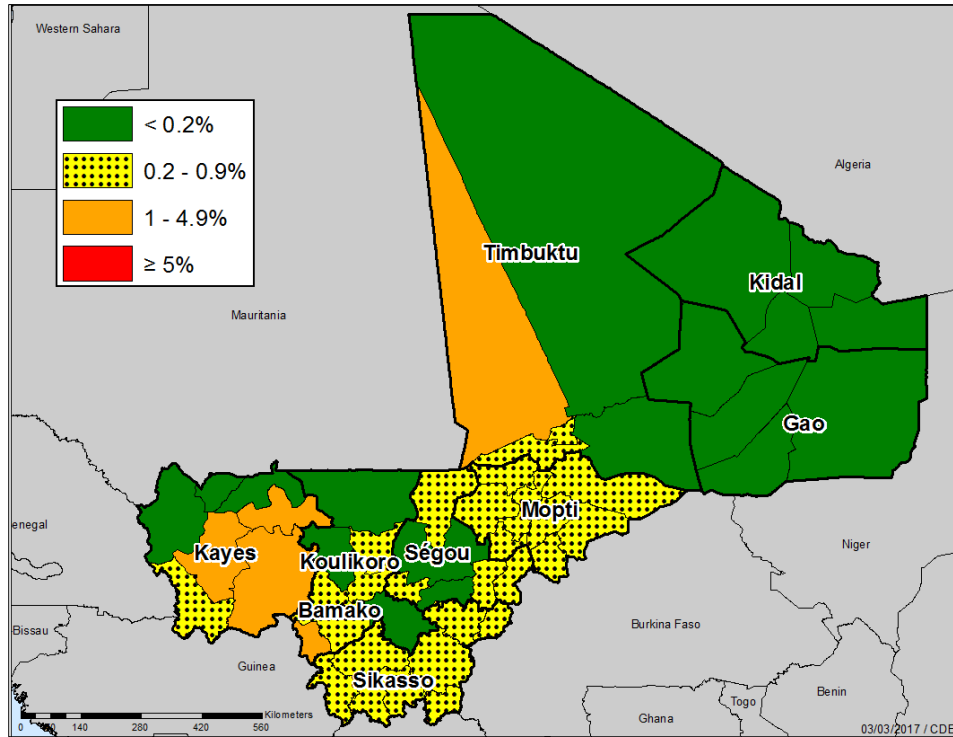 Western Sahara
< 0.2%
0.2 - 0.9%
1 - 4.9%
≥ 5%
Algeria
Timbuktu
Kidal
Mauritania
Gao
Mopti
enegal
Kayes
Koulikoro
Ségou
Niger
Bamako
Burkina Faso
Bissau
Guinea
Sikasso
Benin
Togo
Ghana
Kilometers
0 80 140 280 420 560
03/03/2017 / CDE